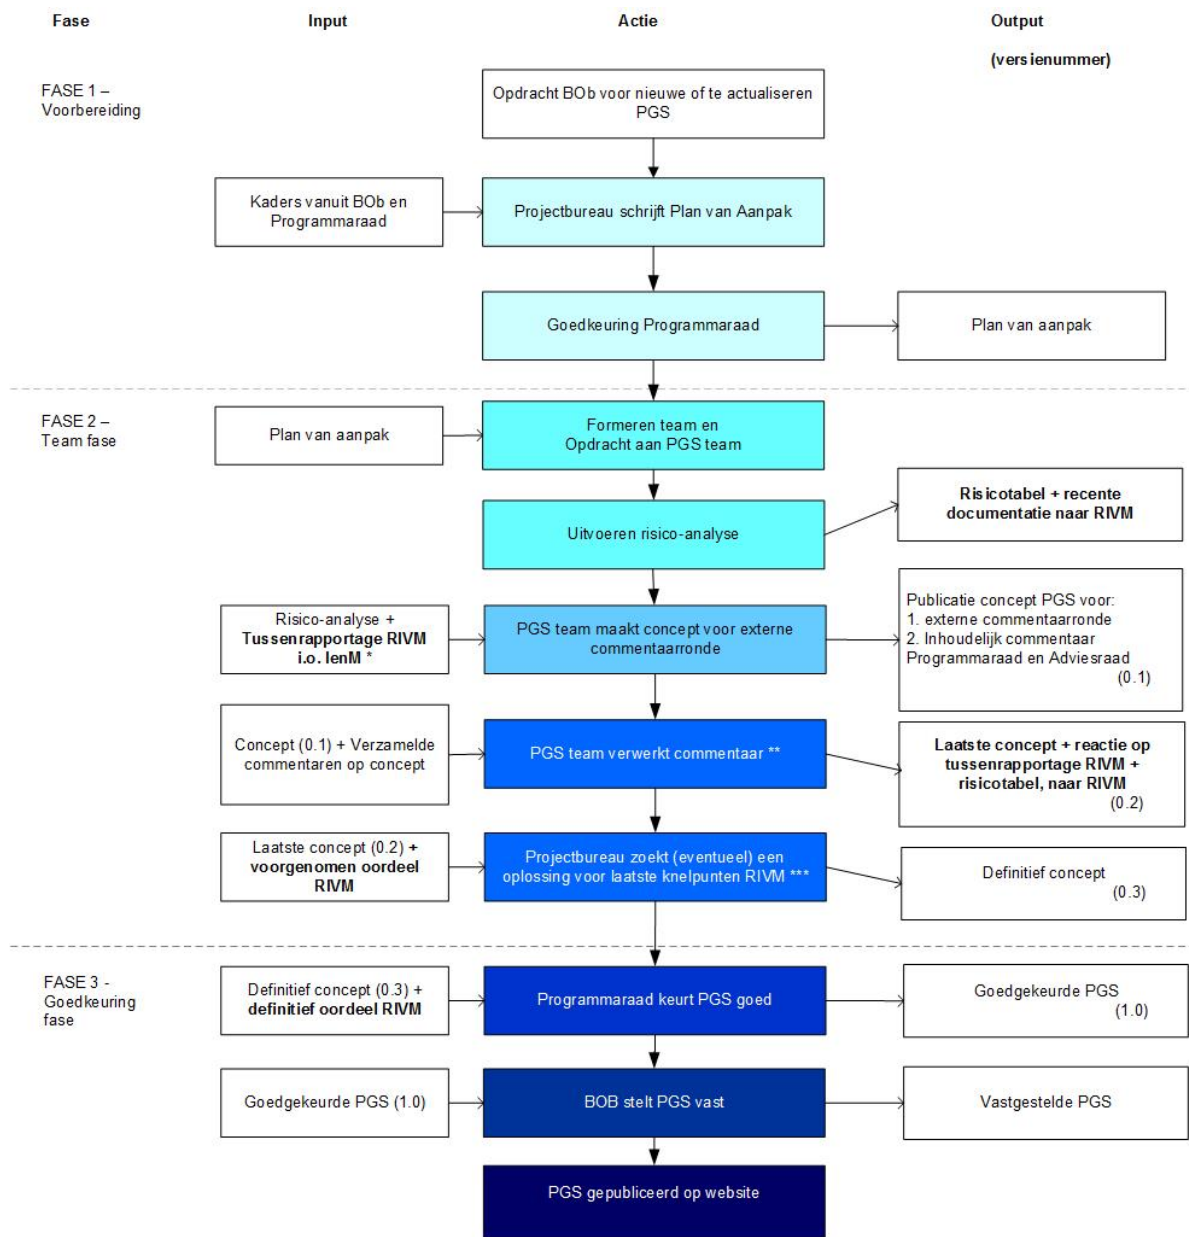 Fase
Input
Actie
Output
(versienummer)
FASE 1 –
Voorbereiding
Opdracht BOb voor nieuwe of te actualiseren
PGS
Kaders vanuit BOb en
Programmaraad
Projectbureau schrijft Plan van Aanpak
Goedkeuring Programmaraad
Plan van aanpak
FASE 2 –
Team fase
Plan van aanpak
Formeren team en
Opdracht aan PGS team
Uitvoeren risico-analyse
Risicotabel + recente
documentatie naar RIVM
Risico-analyse +
Tussenrapportage RIVM
i.o. IenM *
PGS team maakt concept voor externe
commentaarronde
Publicatie concept PGS voor:
1. externe commentaarronde
2. Inhoudelijk commentaar
Programmaraad en Adviesraad
(0.1)
Concept (0.1) + Verzamelde
commentaren op concept
PGS team verwerkt commentaar **
Laatste concept + reactie op
tussenrapportage RIVM +
risicotabel, naar RIVM
(0.2)
Laatste concept (0.2) +
voorgenomen oordeel
RIVM
Projectbureau zoekt (eventueel) een
oplossing voor laatste knelpunten RIVM ***
Definitief concept
(0.3)
FASE 3 -
Goedkeuring
fase
Definitief concept (0.3) +
definitief oordeel RIVM
Programmaraad keurt PGS goed
Goedgekeurde PGS
(1.0)
Goedgekeurde PGS (1.0)
BOB stelt PGS vast
Vastgestelde PGS
PGS gepubliceerd op website